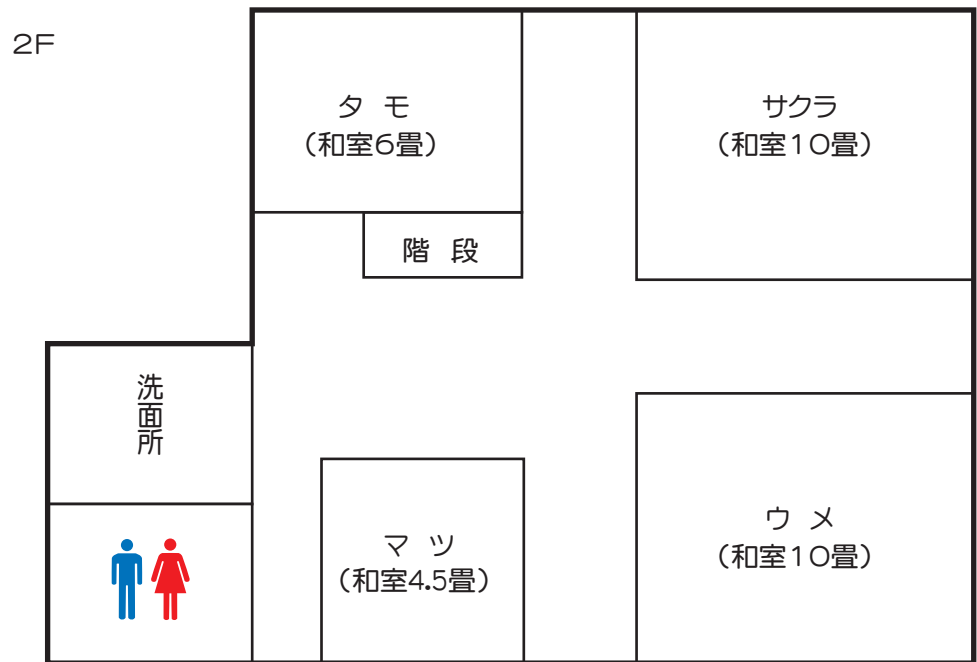 2F
タモ
(和室6畳)
サクラ
(和室10畳)
階段
洗面所
マツ
(和室4.5畳)
ウメ
(和室10畳)